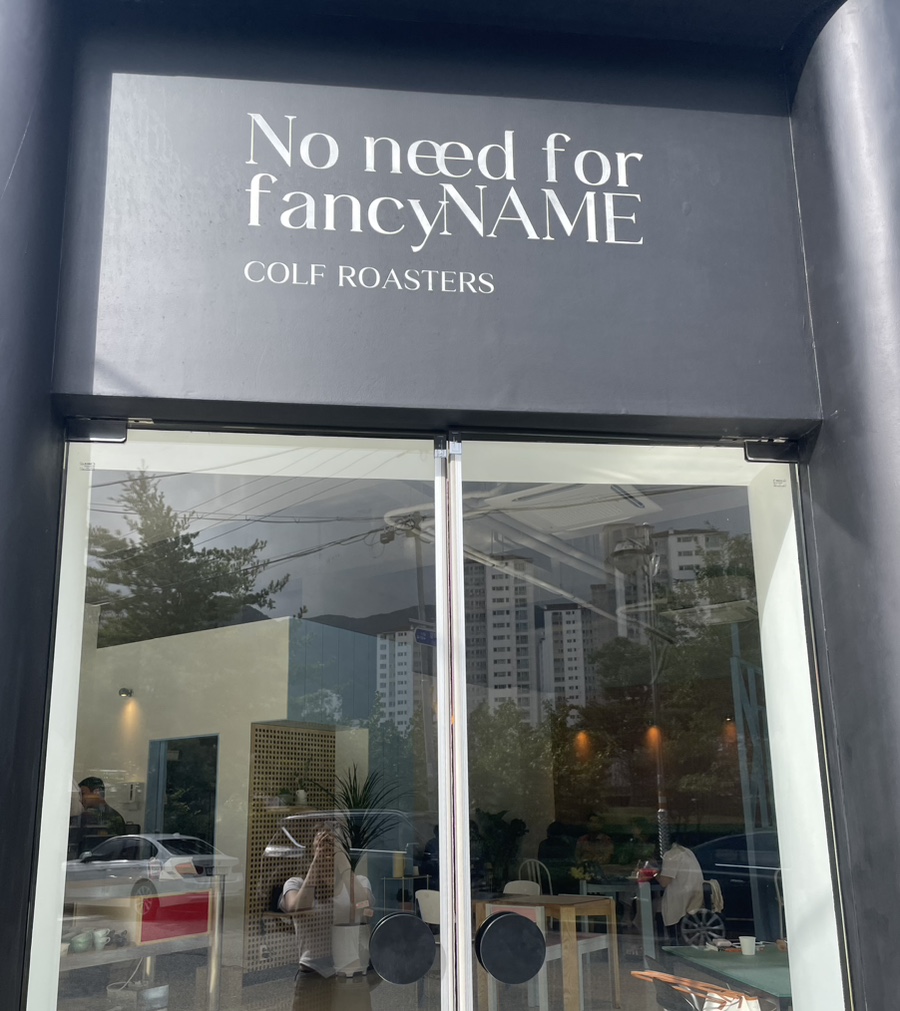 No need for
fancyNAME
COLF ROASTERS